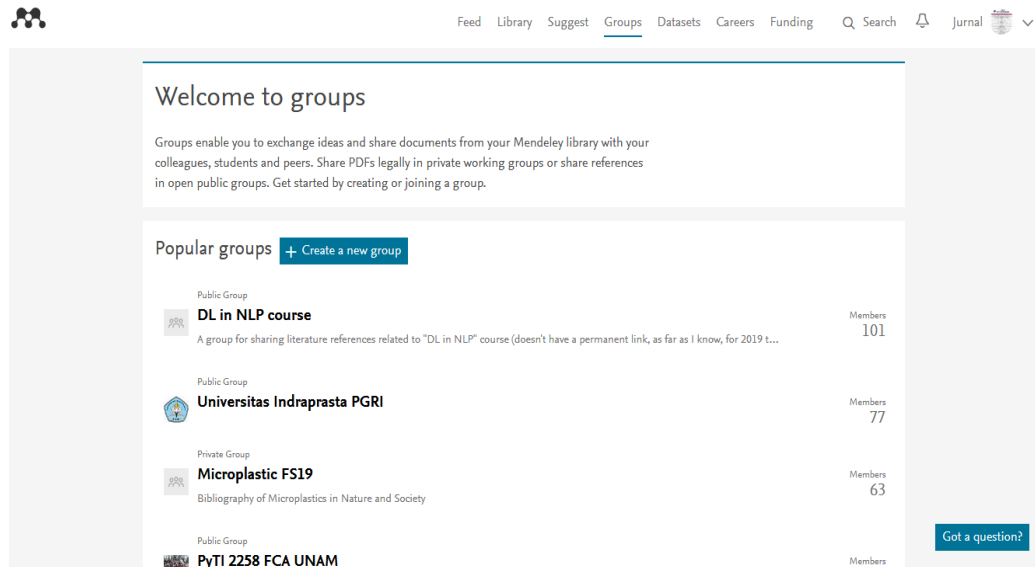 Feed Library Suggest Groups Datasets Careers Funding Search Jurnal
Welcome to groups
Groups enable you to exchange ideas and share documents from your Mendeley library with your
colleagues, students and peers. Share PDFs legally in private working groups or share references
in open public groups. Get started by creating or joining a group.
Popular groups + Create a new group
Public Group
DL in NLP course
A group for sharing literature references related to "DL in NLP" course (doesn't have a permanent link, as far as I know, for 2019 t...
Members
101
Public Group
Universitas Indraprasta PGRI
Members
77
Private Group
Microplastic FS19
Bibliography of Microplastics in Nature and Society
Members
63
Public Group
PyTI 2258 FCA UNAM
Members
Got a question?